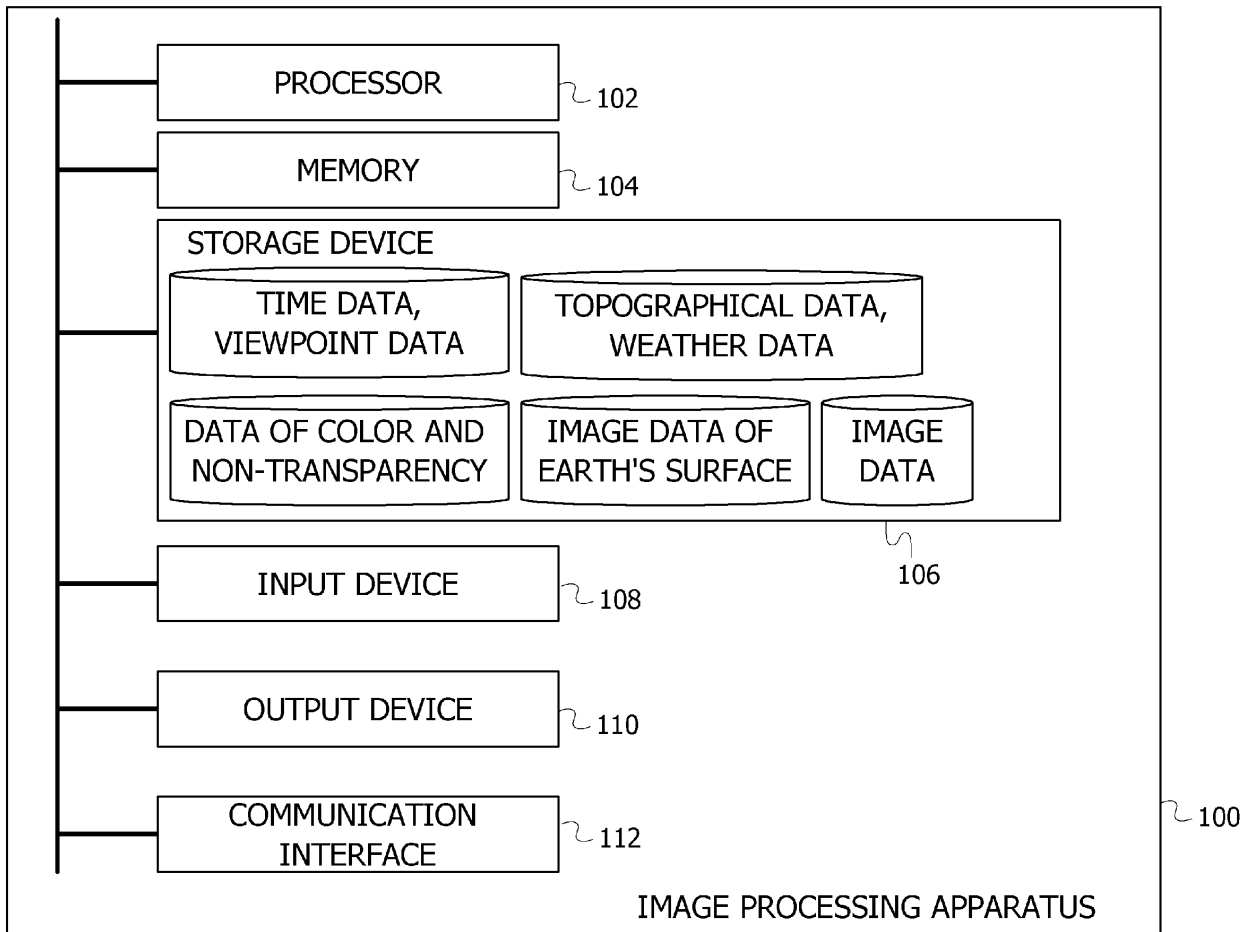 PROCESSOR
102
MEMORY
104
STORAGE DEVICE
TIME DATA,
VIEWPOINT DATA
TOPOGRAPHICAL DATA,
WEATHER DATA
DATA OF COLOR AND
NON-TRANSPARENCY
IMAGE DATA OF
EARTH'S SURFACE
IMAGE
DATA
106
INPUT DEVICE
108
OUTPUT DEVICE
110
COMMUNICATION
INTERFACE
112
100
IMAGE PROCESSING APPARATUS